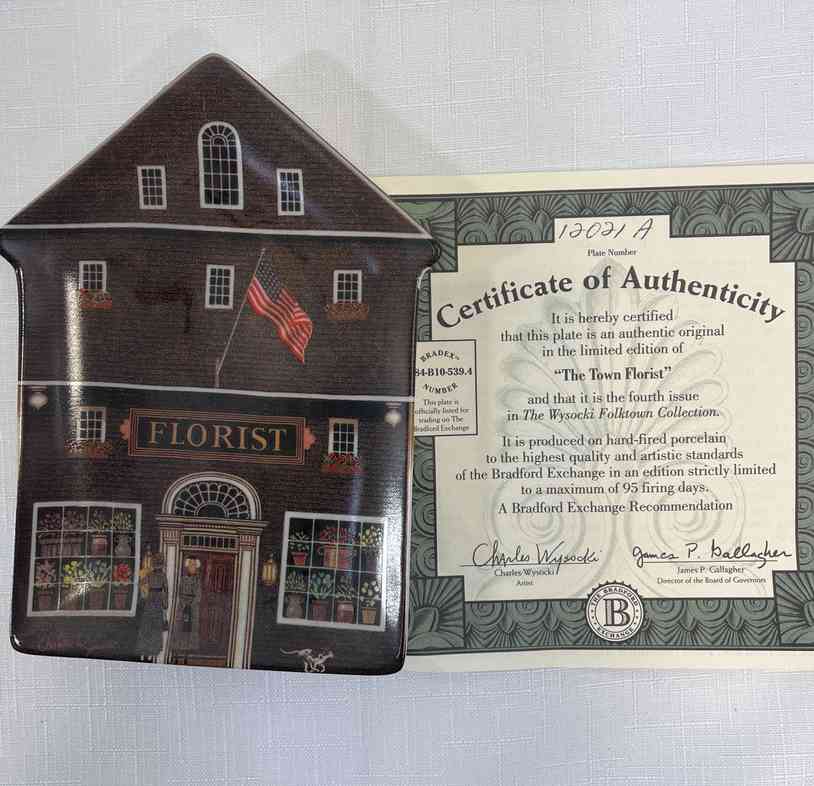 FLORIST
12021 A
Plate Number
Certificate of Authenticity
It is hereby certified
that this plate is an authentic original
in the limited edition of
“The Town Florist”
and that it is the fourth issue
in The Wysocki Folktown Collection.
It is produced on hard-fired porcelain
to the highest quality and artistic standards
of the Bradford Exchange in an edition strictly limited
to a maximum of 95 firing days.
A Bradford Exchange Recommendation
BRADEX™
84-B10-539.4
NUMBER
This plate is
officially listed for
trading on The
Bradford Exchange
Charles Wysocki
Charles Wysocki
Artist
James P. Gallagher
James P. Gallagher
Director of the Board of Governors
THE BRADFORD
B
EXCHANGE